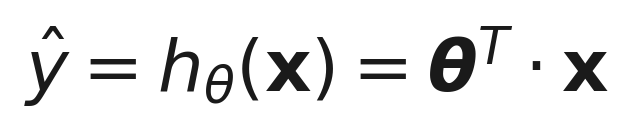 ŷ = h_θ(𝐱) = 𝛉^T · 𝐱